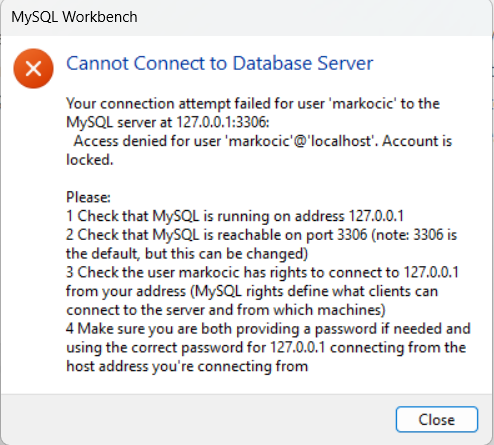 MySQL Workbench
Cannot Connect to Database Server
Your connection attempt failed for user 'markocic' to the
MySQL server at 127.0.0.1:3306:
Access denied for user 'markocic'@'localhost'. Account is
locked.
Please:
1 Check that MySQL is running on address 127.0.0.1
2 Check that MySQL is reachable on port 3306 (note: 3306 is
the default, but this can be changed)
3 Check the user markocic has rights to connect to 127.0.0.1
from your address (MySQL rights define what clients can
connect to the server and from which machines)
4 Make sure you are both providing a password if needed and
using the correct password for 127.0.0.1 connecting from the
host address you're connecting from
Close